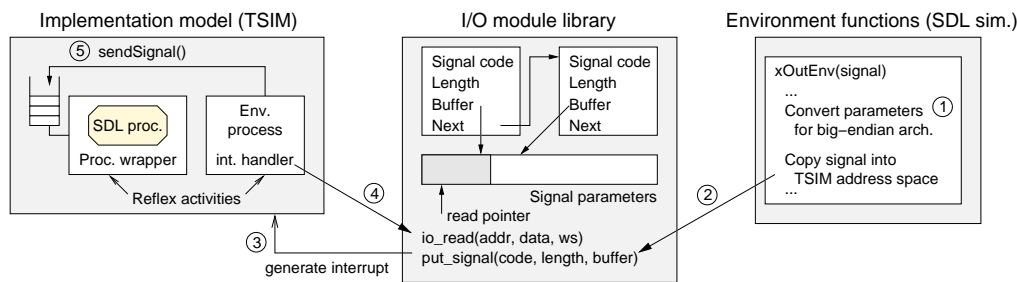 Implementation model (TSIM)
I/O module library
Environment functions (SDL sim.)
5 sendSignal()
SDL proc.
Proc. wrapper
Env.
process
int. handler
Reflex activities
3
generate interrupt
4
Signal code
Length
Buffer
Next
Signal code
Length
Buffer
Next
Signal parameters
read pointer
io_read(addr, data, ws)
put_signal(code, length, buffer)
2
xOutEnv(signal)
...
Convert parameters 1
for big−endian arch.
Copy signal into
TSIM address space
...